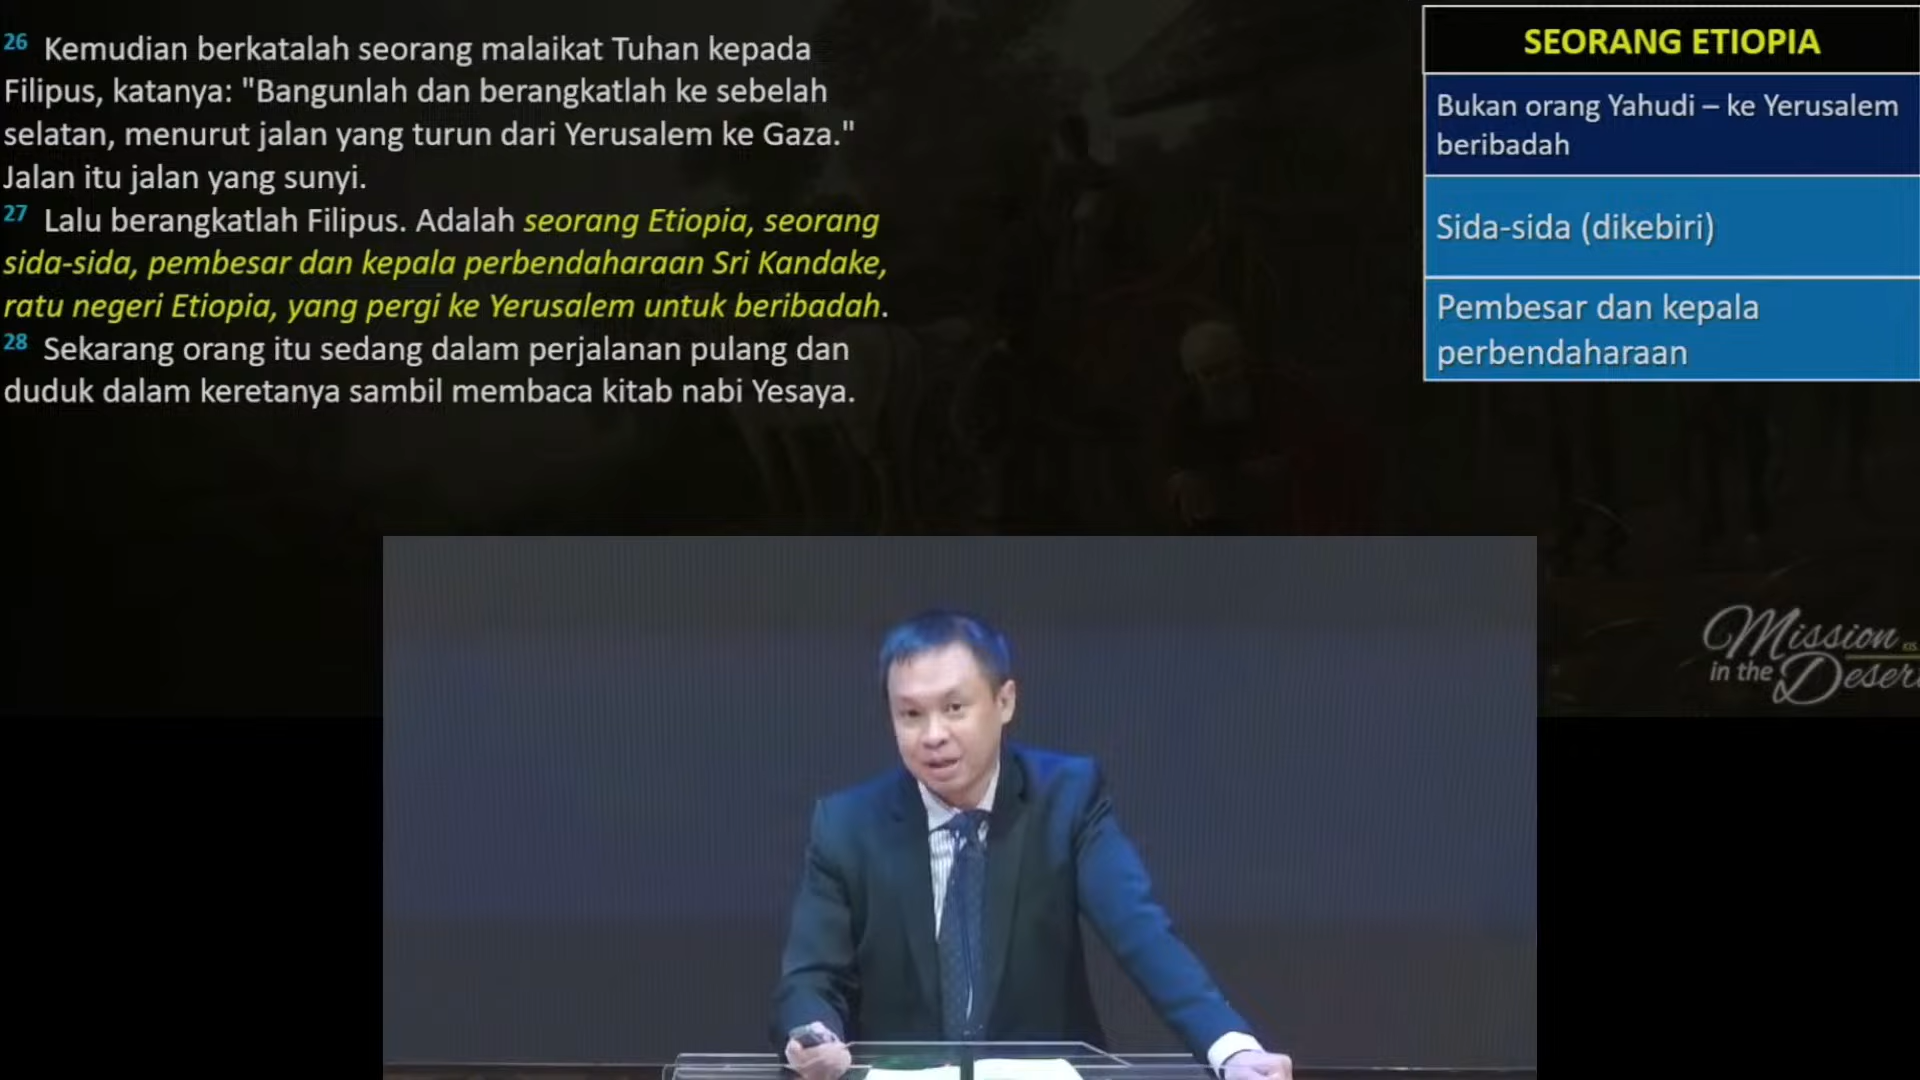 26 Kemudian berkatalah seorang malaikat Tuhan kepada
Filipus, katanya: "Bangunlah dan berangkatlah ke sebelah
selatan, menurut jalan yang turun dari Yerusalem ke Gaza."
Jalan itu jalan yang sunyi.
27 Lalu berangkatlah Filipus. Adalah seorang Etiopia, seorang
sida-sida, pembesar dan kepala perbendaharaan Sri Kandake,
ratu negeri Etiopia, yang pergi ke Yerusalem untuk beribadah.
28 Sekarang orang itu sedang dalam perjalanan pulang dan
duduk dalam keretanya sambil membaca kitab nabi Yesaya.
SEORANG ETIOPIA
Bukan orang Yahudi – ke Yerusalem
beribadah
Sida-sida (dikebiri)
Pembesar dan kepala
perbendaharaan
Mission
in the Deser